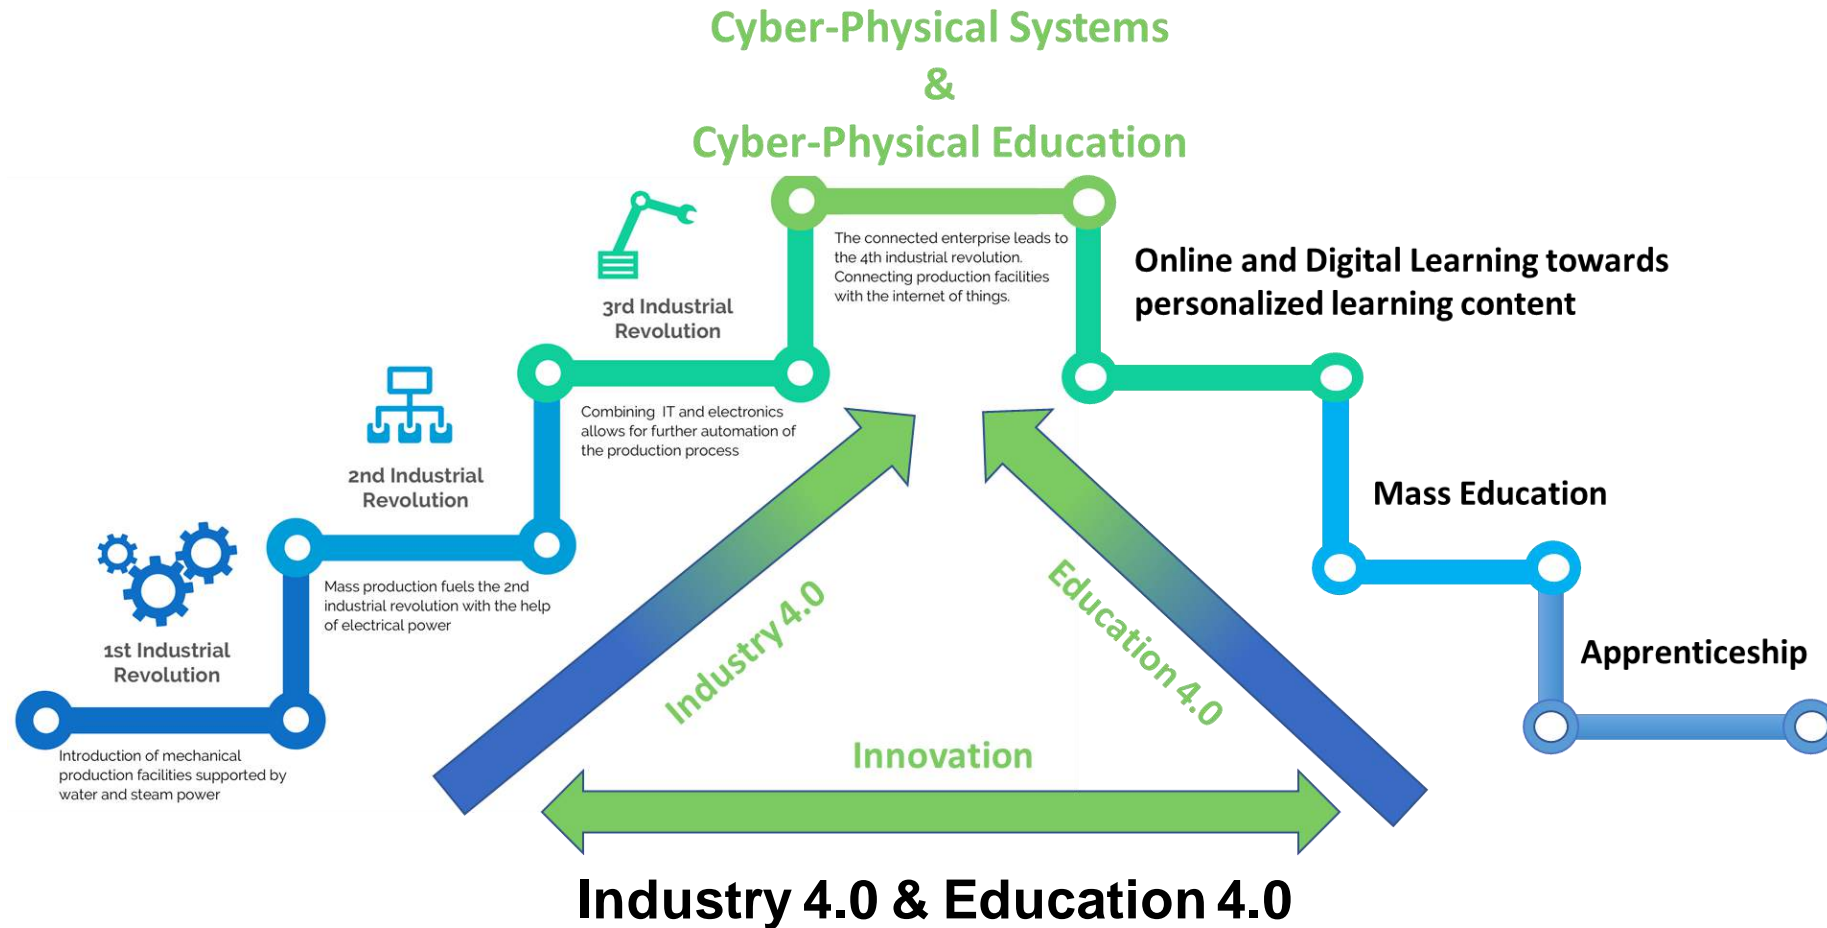 Cyber-Physical Systems
&
Cyber-Physical Education
3rd Industrial
Revolution
The connected enterprise leads to
the 4th industrial revolution.
Connecting production facilities
with the internet of things.
Online and Digital Learning towards
personalized learning content
2nd Industrial
Revolution
Combining IT and electronics
allows for further automation of
the production process
Mass Education
1st Industrial
Revolution
Mass production fuels the 2nd
industrial revolution with the help
of electrical power
Industry 4.0
Education 4.0
Apprenticeship
Introduction of mechanical
production facilities supported by
water and steam power
Innovation
Industry 4.0 & Education 4.0